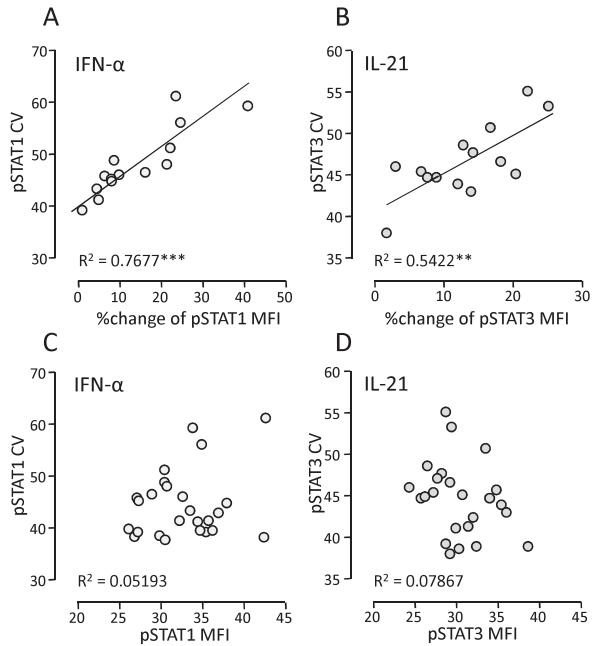 A
IFN-α
pSTAT1 CV
70
60
50
40
30
R² = 0.7677***
0 10 20 30 40 50
%change of pSTAT1 MFI
B
IL-21
pSTAT3 CV
60
55
50
45
40
35
R² = 0.5422**
0 10 20 30
%change of pSTAT3 MFI
C
IFN-α
pSTAT1 CV
70
60
50
40
30
R² = 0.05193
20 25 30 35 40 45
pSTAT1 MFI
D
IL-21
pSTAT3 CV
60
55
50
45
40
35
R² = 0.07867
20 25 30 35 40 45
pSTAT3 MFI